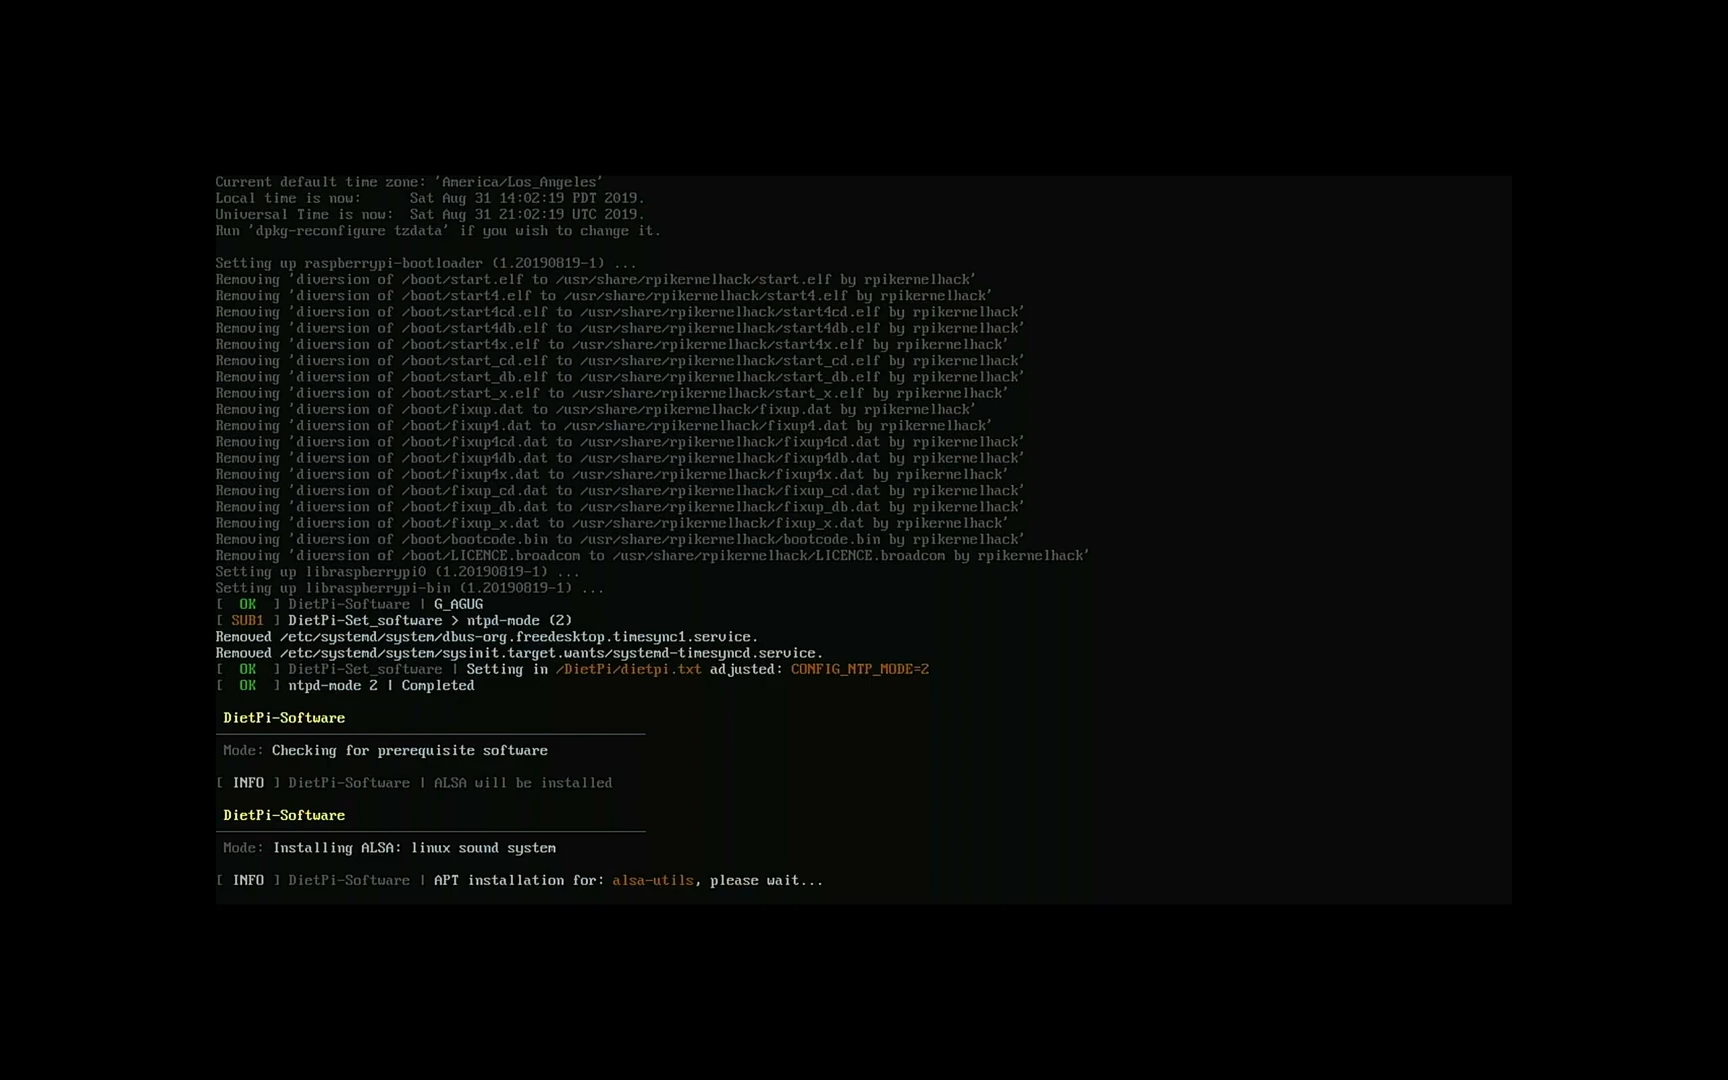 Current default time zone: 'America/Los_Angeles'
Local time is now:      Sat Aug 31 14:02:19 PDT 2019.
Universal Time is now:  Sat Aug 31 21:02:19 UTC 2019.
Run 'dpkg-reconfigure tzdata' if you wish to change it.
Setting up raspberrypi-bootloader (1.20190819-1) ...
Removing 'diversion of /boot/start.elf to /usr/share/rpikernelhack/start.elf by rpikernelhack'
Removing 'diversion of /boot/start4.elf to /usr/share/rpikernelhack/start4.elf by rpikernelhack'
Removing 'diversion of /boot/start4cd.elf to /usr/share/rpikernelhack/start4cd.elf by rpikernelhack'
Removing 'diversion of /boot/start4db.elf to /usr/share/rpikernelhack/start4db.elf by rpikernelhack'
Removing 'diversion of /boot/start4x.elf to /usr/share/rpikernelhack/start4x.elf by rpikernelhack'
Removing 'diversion of /boot/start_cd.elf to /usr/share/rpikernelhack/start_cd.elf by rpikernelhack'
Removing 'diversion of /boot/start_db.elf to /usr/share/rpikernelhack/start_db.elf by rpikernelhack'
Removing 'diversion of /boot/start_x.elf to /usr/share/rpikernelhack/start_x.elf by rpikernelhack'
Removing 'diversion of /boot/fixup.dat to /usr/share/rpikernelhack/fixup.dat by rpikernelhack'
Removing 'diversion of /boot/fixup4.dat to /usr/share/rpikernelhack/fixup4.dat by rpikernelhack'
Removing 'diversion of /boot/fixup4cd.dat to /usr/share/rpikernelhack/fixup4cd.dat by rpikernelhack'
Removing 'diversion of /boot/fixup4db.dat to /usr/share/rpikernelhack/fixup4db.dat by rpikernelhack'
Removing 'diversion of /boot/fixup4x.dat to /usr/share/rpikernelhack/fixup4x.dat by rpikernelhack'
Removing 'diversion of /boot/fixup_cd.dat to /usr/share/rpikernelhack/fixup_cd.dat by rpikernelhack'
Removing 'diversion of /boot/fixup_db.dat to /usr/share/rpikernelhack/fixup_db.dat by rpikernelhack'
Removing 'diversion of /boot/fixup_x.dat to /usr/share/rpikernelhack/fixup_x.dat by rpikernelhack'
Removing 'diversion of /boot/bootcode.bin to /usr/share/rpikernelhack/bootcode.bin by rpikernelhack'
Removing 'diversion of /boot/LICENCE.broadcom to /usr/share/rpikernelhack/LICENCE.broadcom by rpikernelhack'
Setting up libraspberrypi0 (1.20190819-1) ...
Setting up libraspberrypi-bin (1.20190819-1) ...
[  OK  ] DietPi-Software | G_AGUG
[ SUB1 ] DietPi-Set_software > ntpd-mode (2)
Removed /etc/systemd/system/dbus-org.freedesktop.timesync1.service.
Removed /etc/systemd/system/sysinit.target.wants/systemd-timesyncd.service.
[  OK  ] DietPi-Set_software | Setting in /DietPi/dietpi.txt adjusted: CONFIG_NTP_MODE=2
[  OK  ] ntpd-mode 2 | Completed
DietPi-Software
Mode: Checking for prerequisite software
[ INFO ] DietPi-Software | ALSA will be installed
DietPi-Software
Mode: Installing ALSA: linux sound system
[ INFO ] DietPi-Software | APT installation for: alsa-utils, please wait...